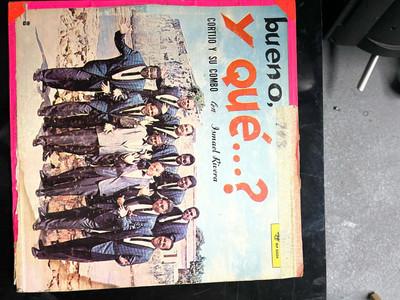 bueno,
Y QUÉ...?
CORTIJO Y SU COMBO Con Ismael Rivera